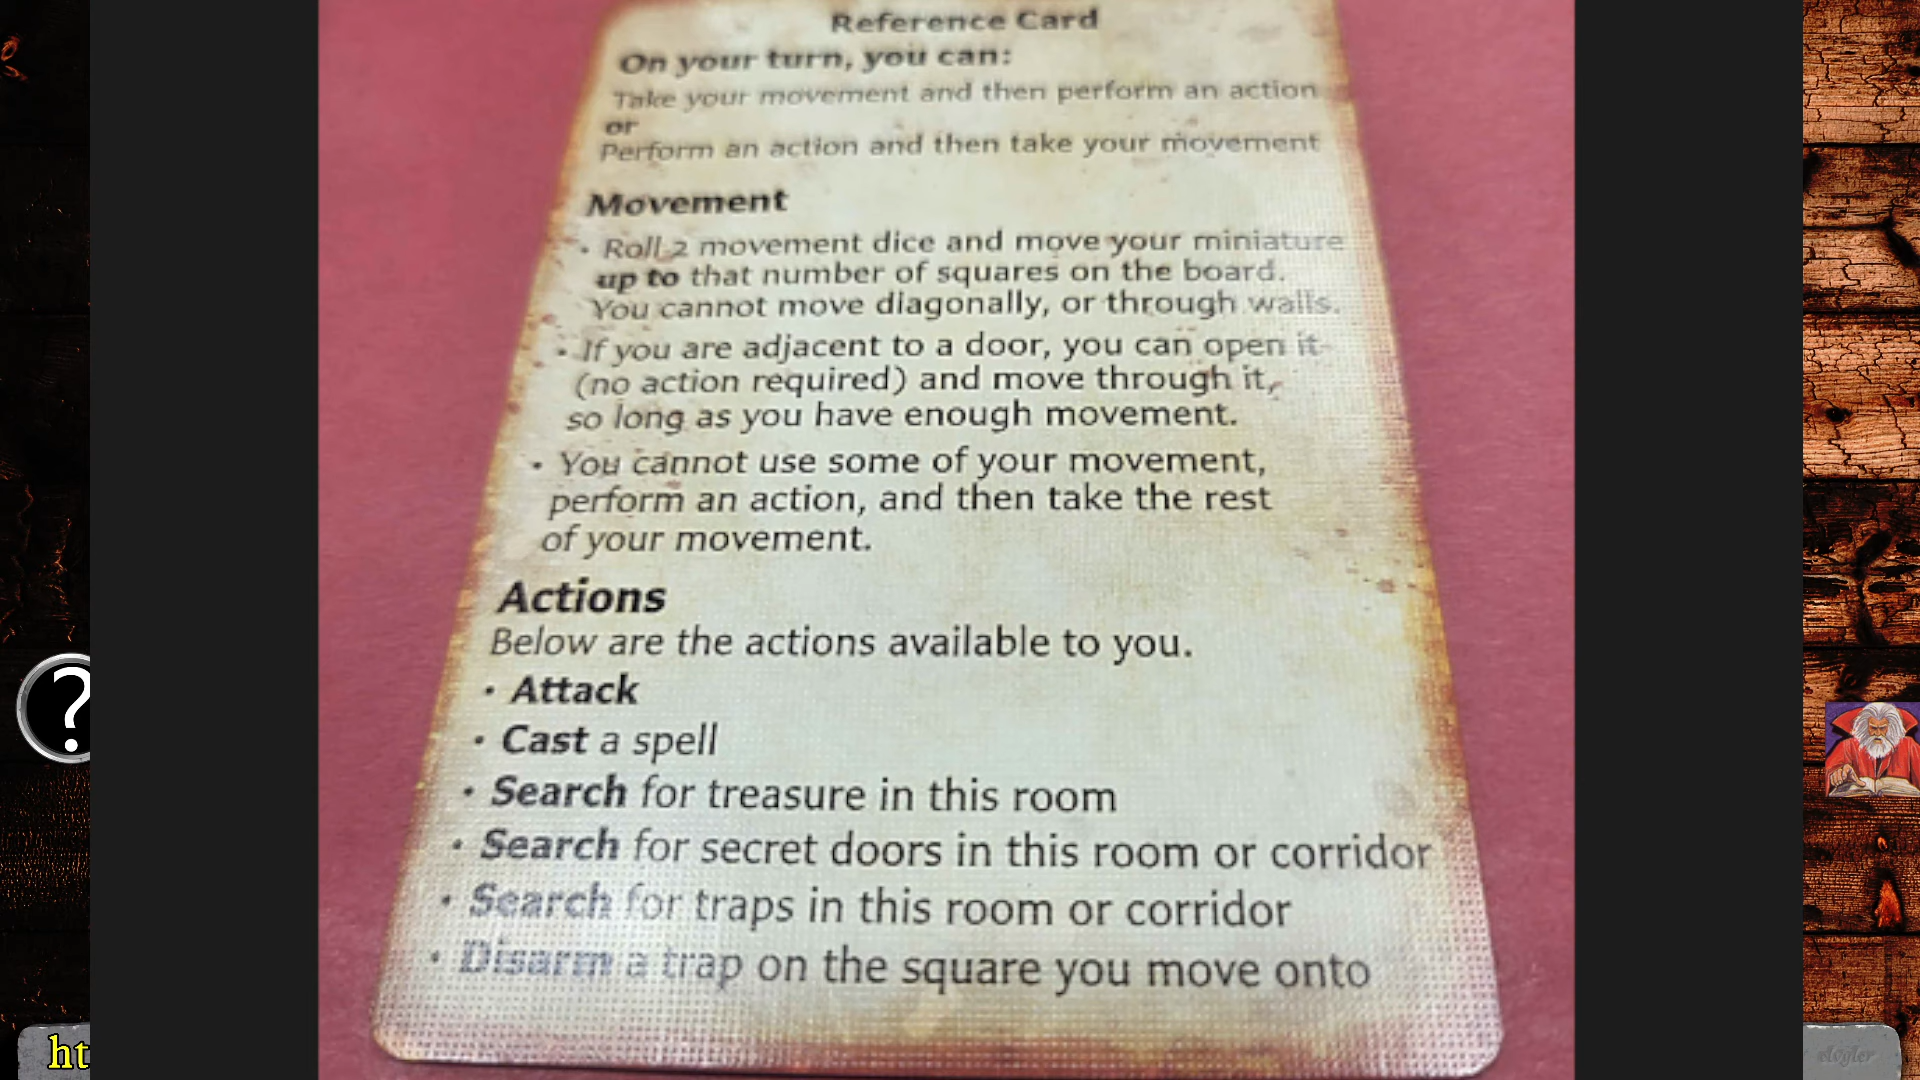 Reference Card
On your turn, you can:
Take your movement and then perform an action
or
Perform an action and then take your movement
Movement
• Roll 2 movement dice and move your miniature
up to that number of squares on the board.
You cannot move diagonally, or through walls.
• If you are adjacent to a door, you can open it
(no action required) and move through it,
so long as you have enough movement.
• You cannot use some of your movement,
perform an action, and then take the rest
of your movement.
Actions
Below are the actions available to you.
• Attack
• Cast a spell
• Search for treasure in this room
• Search for secret doors in this room or corridor
• Search for traps in this room or corridor
• Disarm a trap on the square you move onto
?
ht